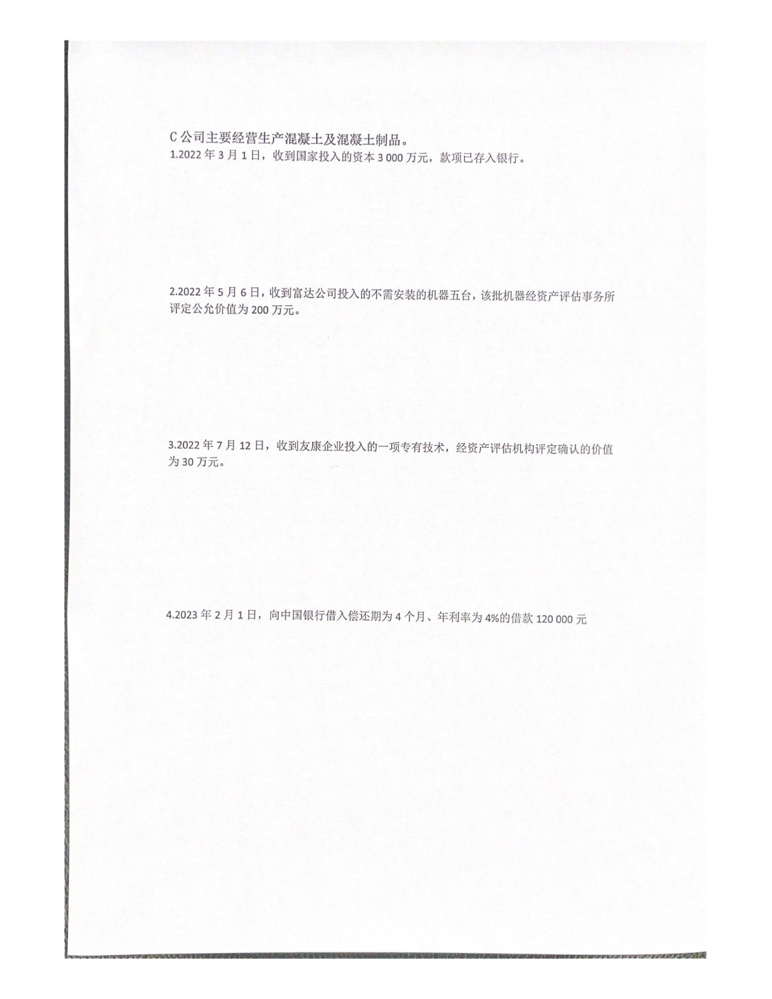 C 公司主要经营生产混凝土及混凝土制品。
1.2022 年 3 月 1 日，收到国家投入的资本 3 000 万元，款项已存入银行。
2.2022 年 5 月 6 日，收到富达公司投入的不需安装的机器五台，该批机器经资产评估事务所
评定公允价值为 200 万元。
3.2022 年 7 月 12 日，收到友康企业投入的一项专有技术，经资产评估机构评定确认的价值
为 30 万元。
4.2023 年 2 月 1 日，向中国银行借入偿还期为 4 个月、年利率为 4%的借款 120 000 元